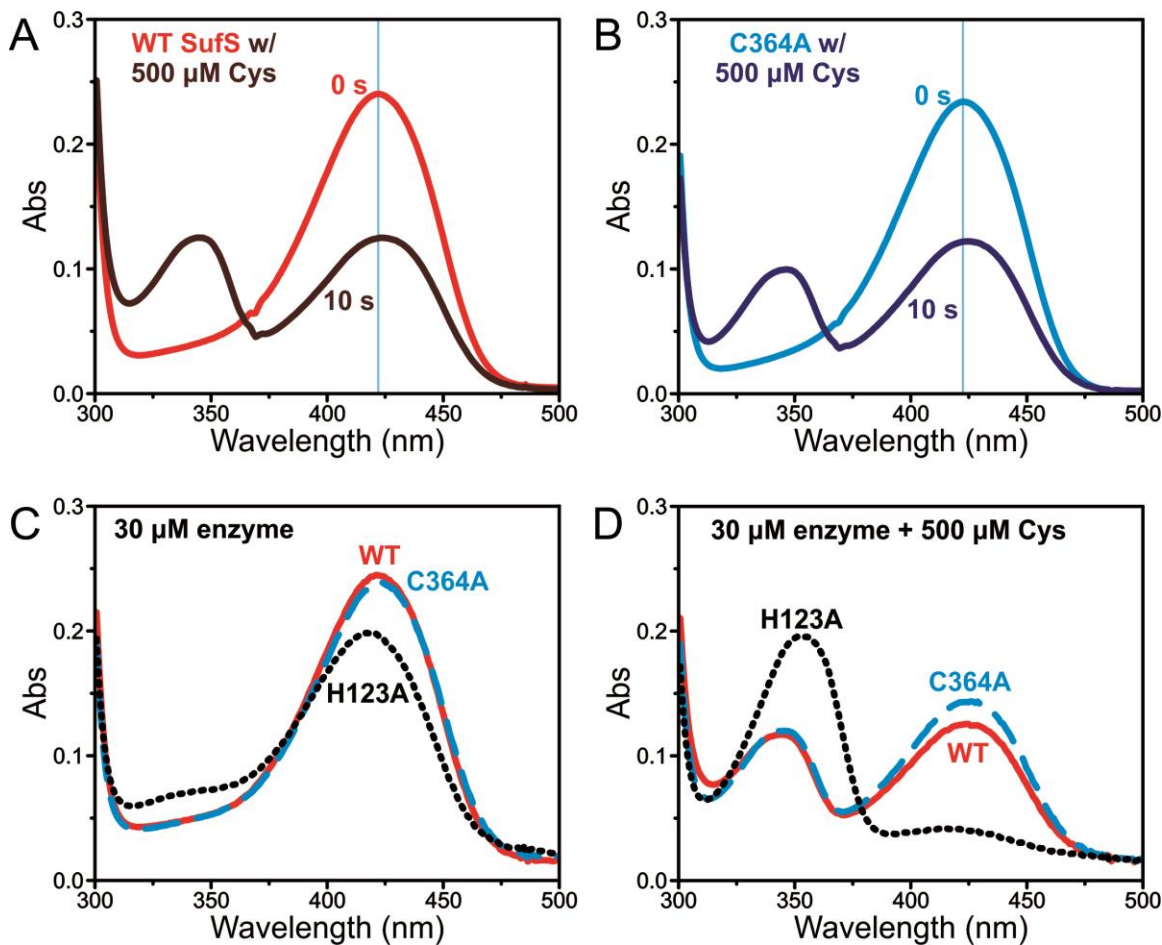 A
WT SufS w/
500 µM Cys
0 s
10 s
Abs
0.3
0.2
0.1
0.0
300 350 400 450 500
Wavelength (nm)
B
C364A w/
500 µM Cys
0 s
10 s
Abs
0.3
0.2
0.1
0.0
300 350 400 450 500
Wavelength (nm)
C
30 µM enzyme
WT
C364A
H123A
Abs
0.3
0.2
0.1
0.0
300 350 400 450 500
Wavelength (nm)
D
30 µM enzyme + 500 µM Cys
H123A
C364A
WT
Abs
0.3
0.2
0.1
0.0
300 350 400 450 500
Wavelength (nm)